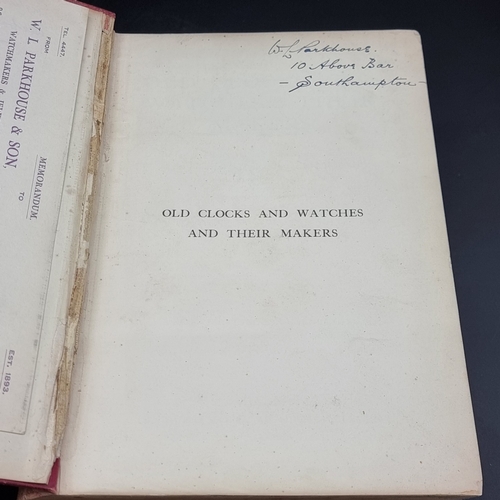 TEL. 6447.
FROM
W. L. PARKHOUSE & SON,
WATCHMAKERS &
MEMORANDUM.
TO
EST. 1893.
W. L. Parkhouse.
10 Above Bar
- Southampton -
OLD CLOCKS AND WATCHES
AND THEIR MAKERS